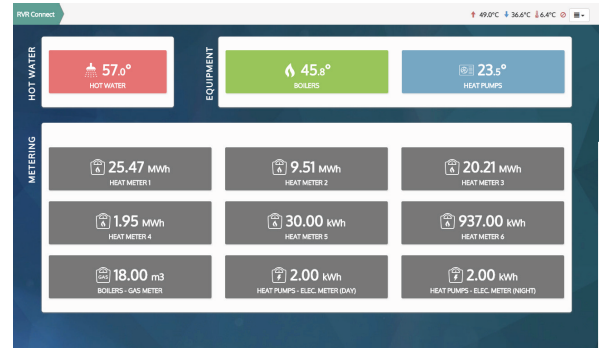 RVR Connect
49.0°C 36.6°C 6.4°C
HOT WATER
57.0°
HOT WATER
EQUIPMENT
45.8°
BOILERS
23.5°
HEAT PUMPS
METERING
25.47 MWh
HEAT METER 1
9.51 MWh
HEAT METER 2
20.21 MWh
HEAT METER 3
1.95 MWh
HEAT METER 4
30.00 kWh
HEAT METER 5
937.00 kWh
HEAT METER 6
GAS
18.00 m3
BOILERS - GAS METER
2.00 kWh
HEAT PUMPS - ELEC. METER (DAY)
2.00 kWh
HEAT PUMPS - ELEC. METER (NIGHT)